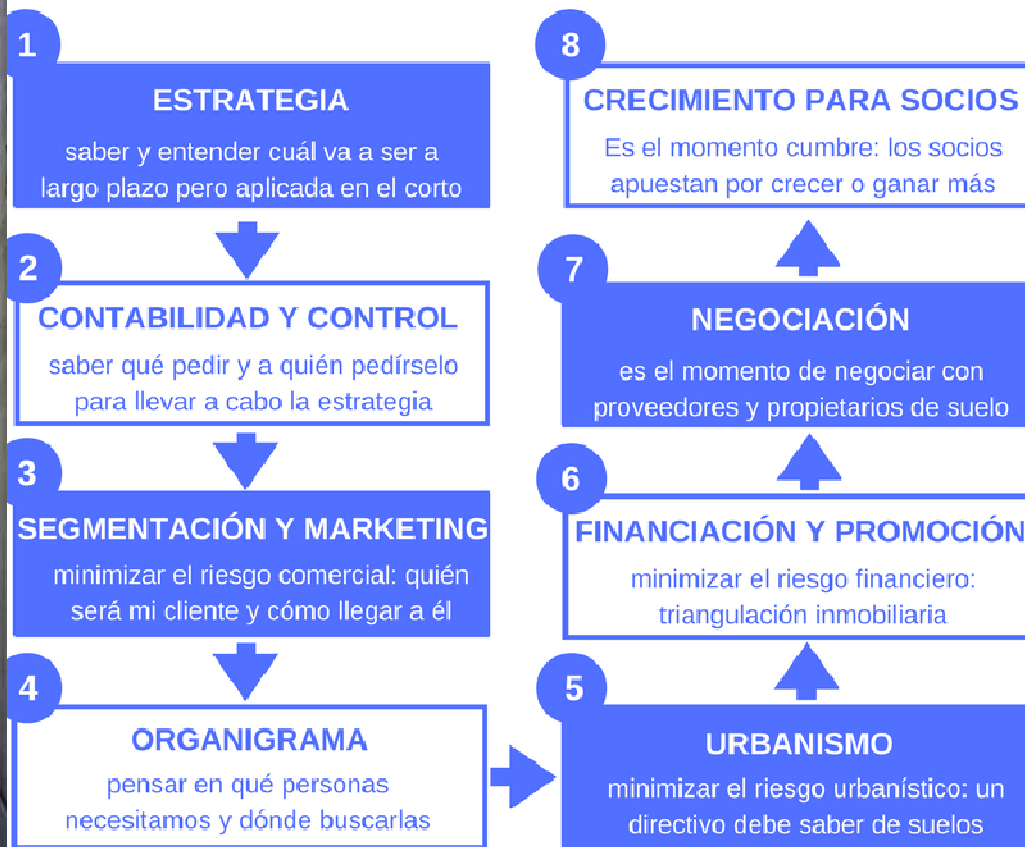 1
ESTRATEGIA
saber y entender cuál va a ser a
largo plazo pero aplicada en el corto
2
CONTABILIDAD Y CONTROL
saber qué pedir y a quién pedírselo
para llevar a cabo la estrategia
3
SEGMENTACIÓN Y MARKETING
minimizar el riesgo comercial: quién
será mi cliente y cómo llegar a él
4
ORGANIGRAMA
pensar en qué personas
necesitamos y dónde buscarlas
5
URBANISMO
minimizar el riesgo urbanístico: un
directivo debe saber de suelos
6
FINANCIACIÓN Y PROMOCIÓN
minimizar el riesgo financiero:
triangulación inmobiliaria
7
NEGOCIACIÓN
es el momento de negociar con
proveedores y propietarios de suelo
8
CRECIMIENTO PARA SOCIOS
Es el momento cumbre: los socios
apuestan por crecer o ganar más